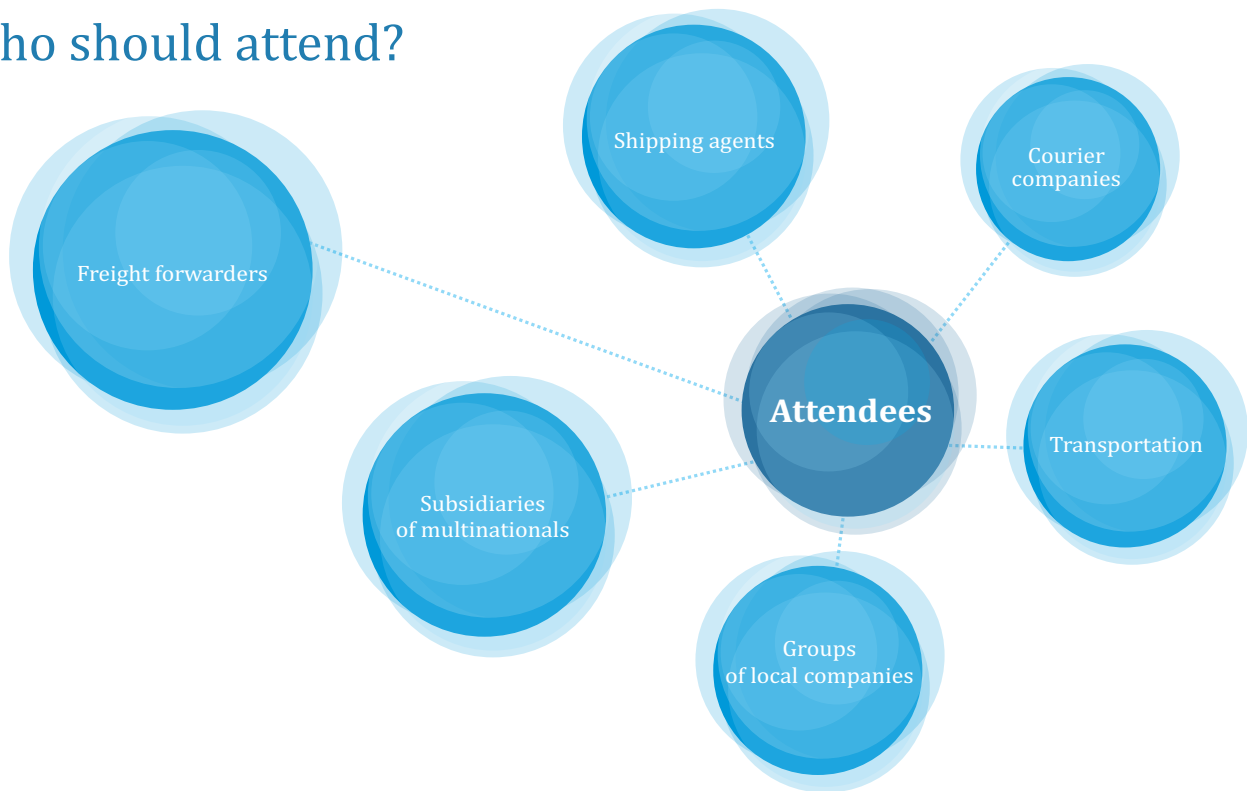 ho should attend?
Shipping agents
Courier
companies
Freight forwarders
Attendees
Transportation
Subsidiaries
of multinationals
Groups
of local companies